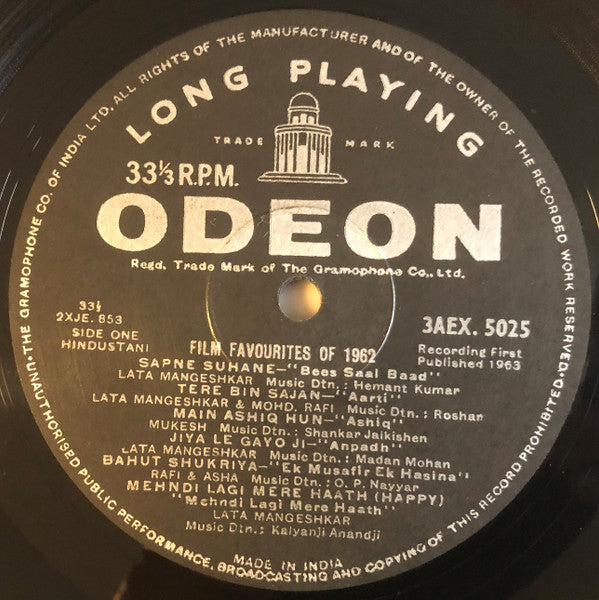 UNAUTHORISED PUBLIC PERFORMANCE, BROADCASTING AND COPYING OF THIS RECORD PROHIBITED. • THE GRAMOPHONE CO. OF INDIA LTD. ALL RIGHTS OF THE MANUFACTURER AND OF THE OWNER OF THE RECORDED WORK RESERVED.
LONG PLAYING
TRADE MARK
33⅓ R.P.M.
ODEON
Regd. Trade Mark of The Gramophone Co., Ltd.
33⅓
2XJE. 853
SIDE ONE
HINDUSTANI
3AEX. 5025
Recording First
Published 1963
FILM FAVOURITES OF 1962
SAPNE SUHANE—"Bees Saal Baad"
LATA MANGESHKAR Music Dtn.: Hemant Kumar
TERE BIN SAJAN—"Aarti"
LATA MANGESHKAR & MOHD. RAFI Music Dtn.: Roshan
MAIN ASHIQ HUN—"Ashiq"
MUKESH Music Dtn.: Shankar Jaikishen
JIYA LE GAYO JI—"Anpadh"
LATA MANGESHKAR Music Dtn.: Madan Mohan
BAHUT SHUKRIYA—"Ek Musafir Ek Hasina"
RAFI & ASHA Music Dtn.: O. P. Nayyar
MEHNDI LAGI MERE HAATH (HAPPY)
"Mehndi Lagi Mere Haath"
LATA MANGESHKAR
Music Dtn.: Kalyanji Anandji
MADE IN INDIA